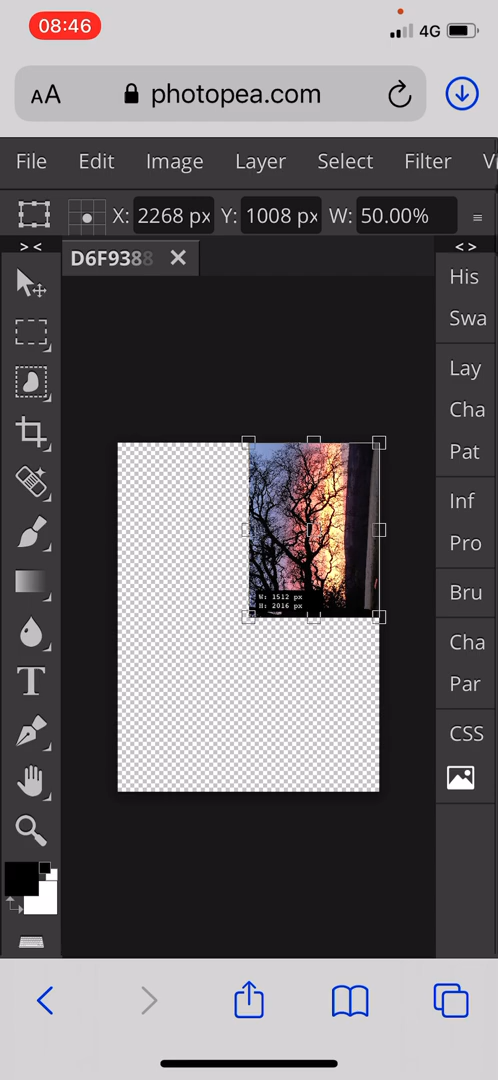 08:46
4G
AA photopea.com
File Edit Image Layer Select Filter
X: 2268 px Y: 1008 px W: 50.00%
> < < >
D6F9388
His
Swa
Lay
Cha
Pat
Inf
Pro
Bru
Cha
Par
CSS
W: 1512 px
H: 2016 px
T